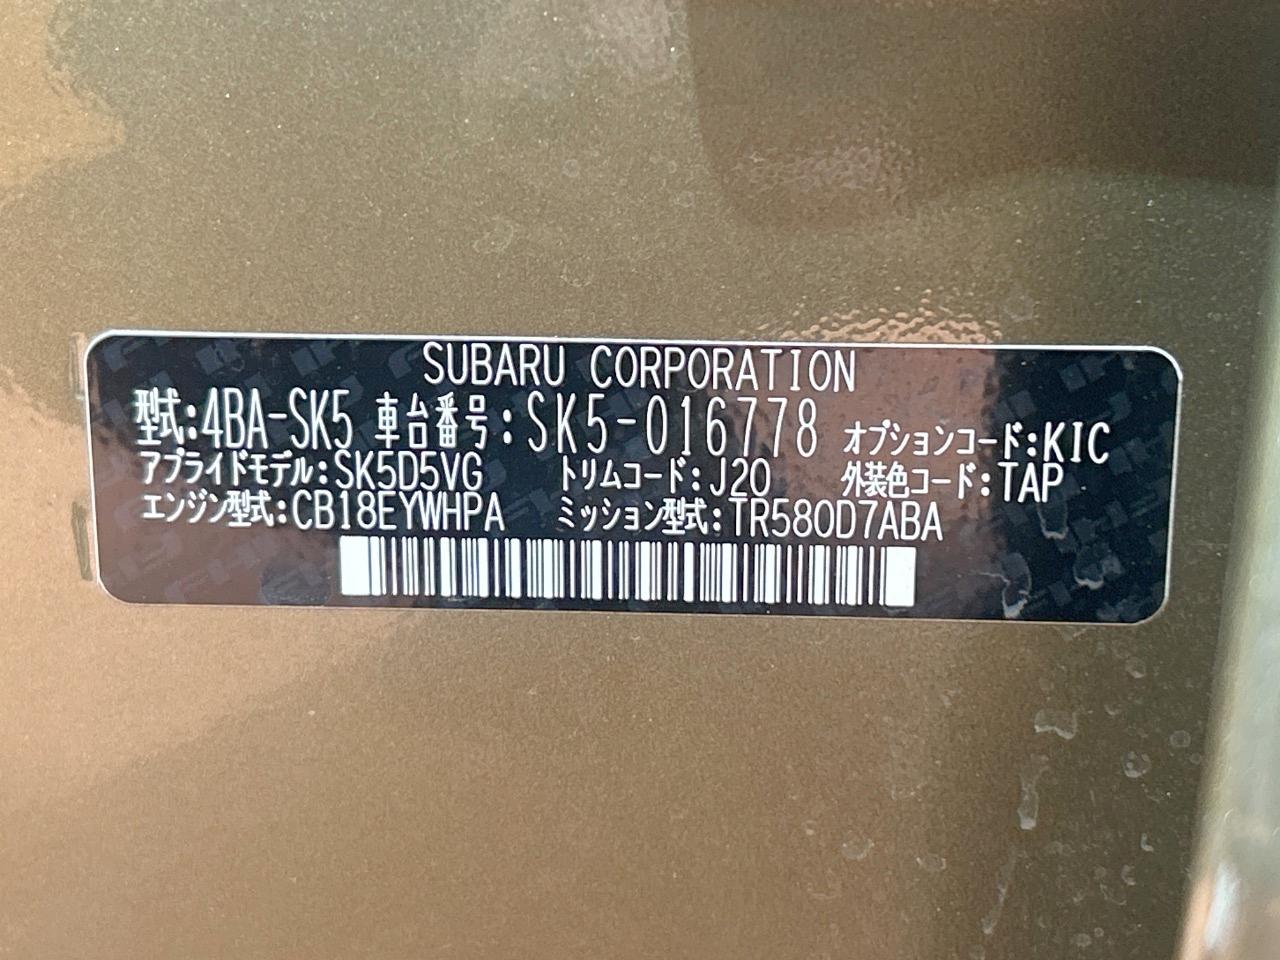 SUBARU CORPORATION
型式:4BA-SK5 車台番号:SK5-016778 オプションコード:KIC
アプライドモデル:SK5D5VG トリムコード:J20 外装色コード:TAP
エンジン型式:CB18EYWHPA ミッション型式:TR580D7ABA